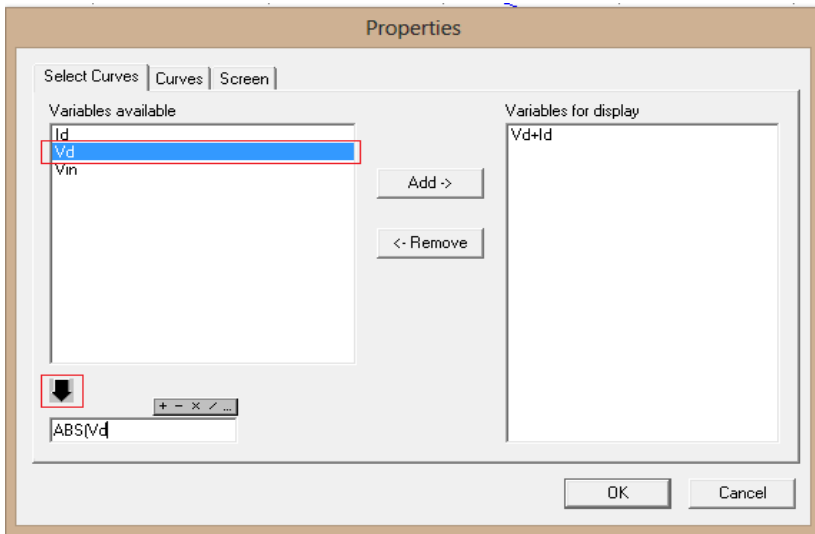 Properties
Select Curves Curves Screen
Variables available
Id
Vd
Vin
Add ->
<- Remove
Variables for display
Vd+Id
+ - × / ...
ABS(Vd
OK Cancel